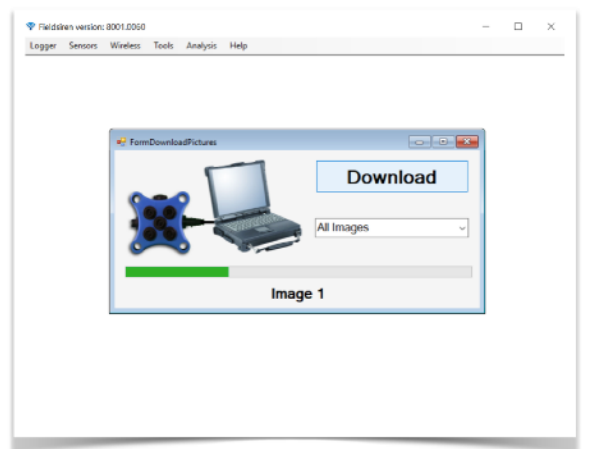 Fieldsiren version: 8001.0060
Logger Sensors Wireless Tools Analysis Help
FormDownloadPictures
Download
All Images
Image 1